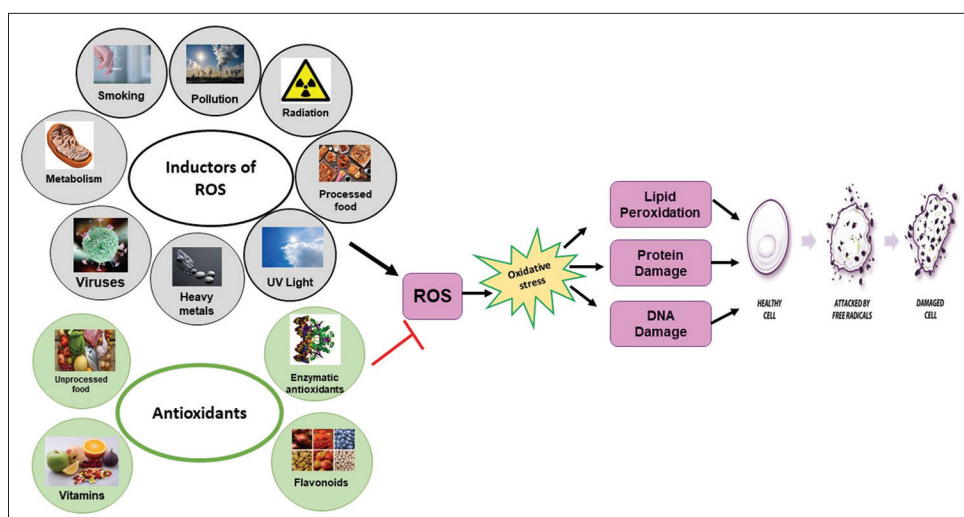 Smoking
Pollution
Radiation
Metabolism
Inductors of
ROS
Processed
food
Viruses
Heavy
metals
UV Light
ROS
Oxidative
stress
Lipid
Peroxidation
Protein
Damage
DNA
Damage
HEALTHY
CELL
ATTACKED BY
FREE RADICALS
DAMAGED
CELL
Unprocessed
food
Enzymatic
antioxidants
Antioxidants
Vitamins
Flavonoids